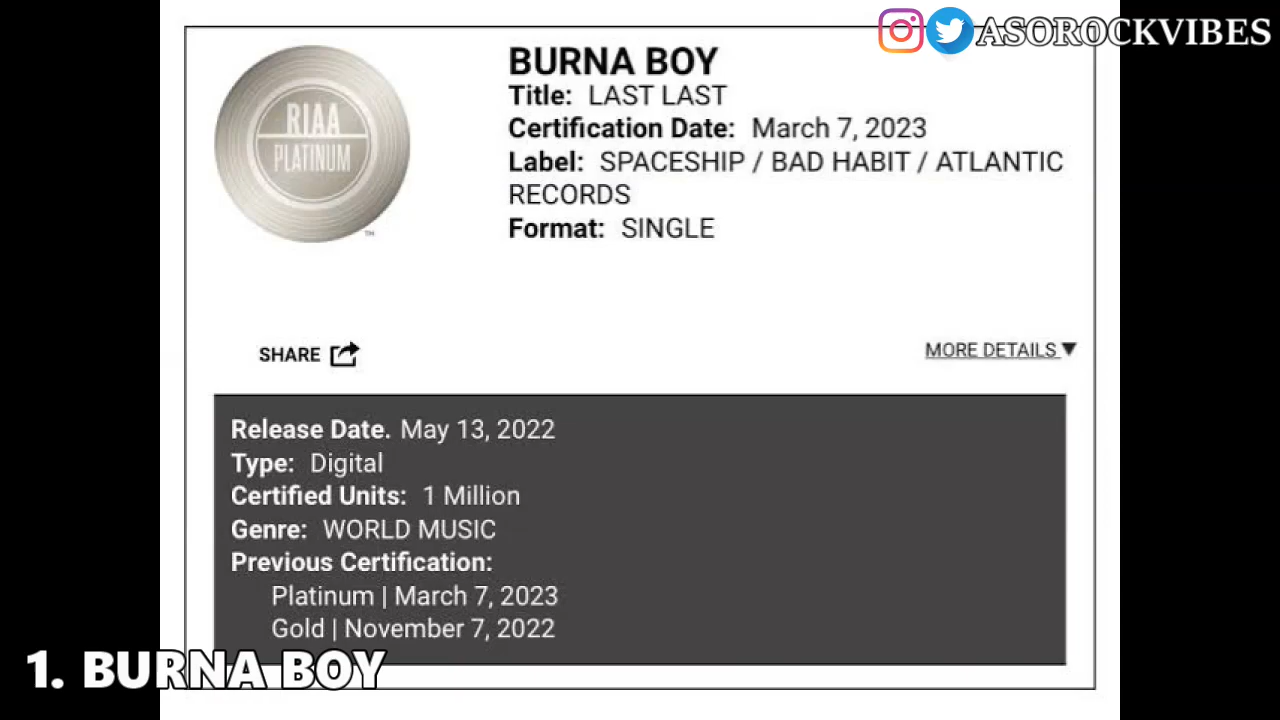 ASOROCKVIBES
RIAA
PLATINUM
TM
BURNA BOY
Title: LAST LAST
Certification Date: March 7, 2023
Label: SPACESHIP / BAD HABIT / ATLANTIC
RECORDS
Format: SINGLE
SHARE
MORE DETAILS▼
Release Date. May 13, 2022
Type: Digital
Certified Units: 1 Million
Genre: WORLD MUSIC
Previous Certification:
Platinum | March 7, 2023
Gold | November 7, 2022
1. BURNA BOY